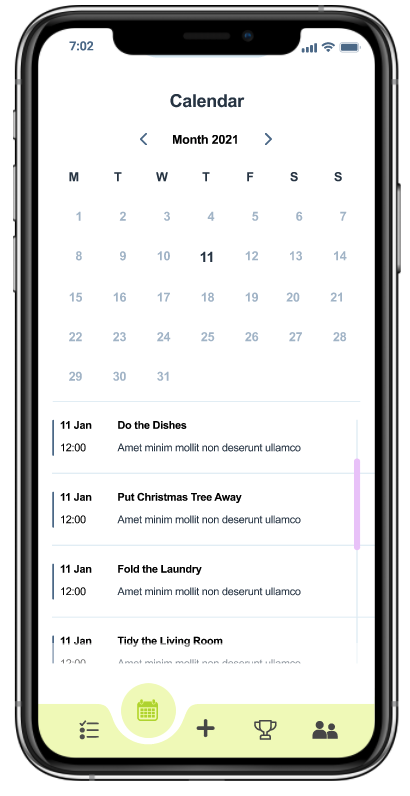 7:02
Calendar
Month 2021
M T W T F S S
1 2 3 4 5 6 7
8 9 10 11 12 13 14
15 16 17 18 19 20 21
22 23 24 25 26 27 28
29 30 31
11 Jan Do the Dishes
12:00 Amet minim mollit non deserunt ullamco
11 Jan Put Christmas Tree Away
12:00 Amet minim mollit non deserunt ullamco
11 Jan Fold the Laundry
12:00 Amet minim mollit non deserunt ullamco
11 Jan Tidy the Living Room
12:00 Amet minim mollit non deserunt ullamco